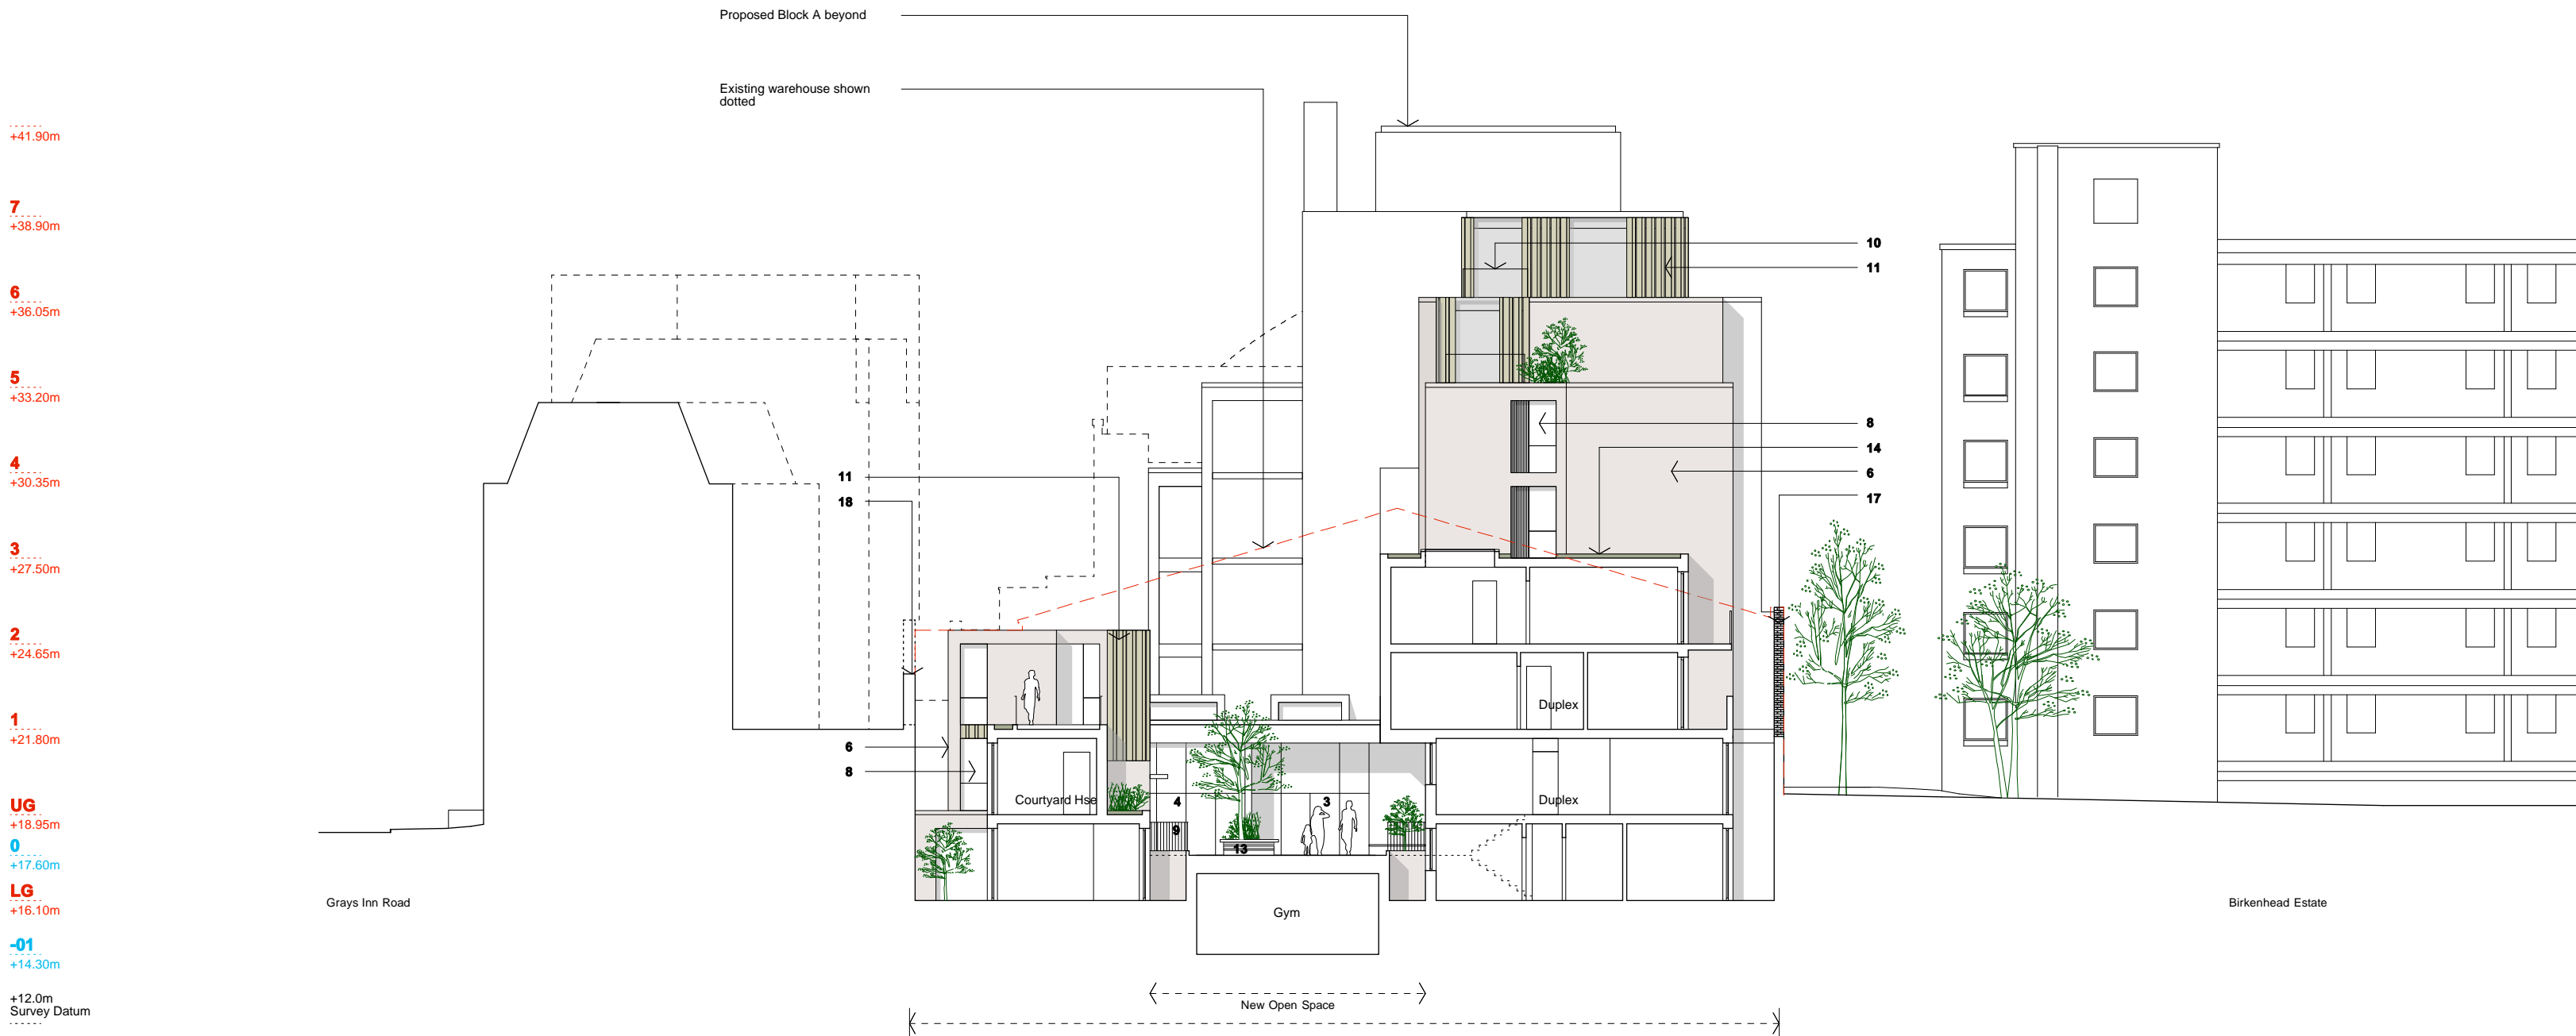 Proposed Block A beyond
Existing warehouse shown
dotted
+41.90m
7
+38.90m
6
+36.05m
5
+33.20m
4
+30.35m
3
+27.50m
2
+24.65m
1
+21.80m
UG
+18.95m
0
+17.60m
LG
+16.10m
-01
+14.30m
+12.0m
Survey Datum
10
11
8
14
6
17
11
18
6
8
Duplex
Courtyard Hse
4
3
Duplex
9
13
Grays Inn Road
Gym
Birkenhead Estate
New Open Space